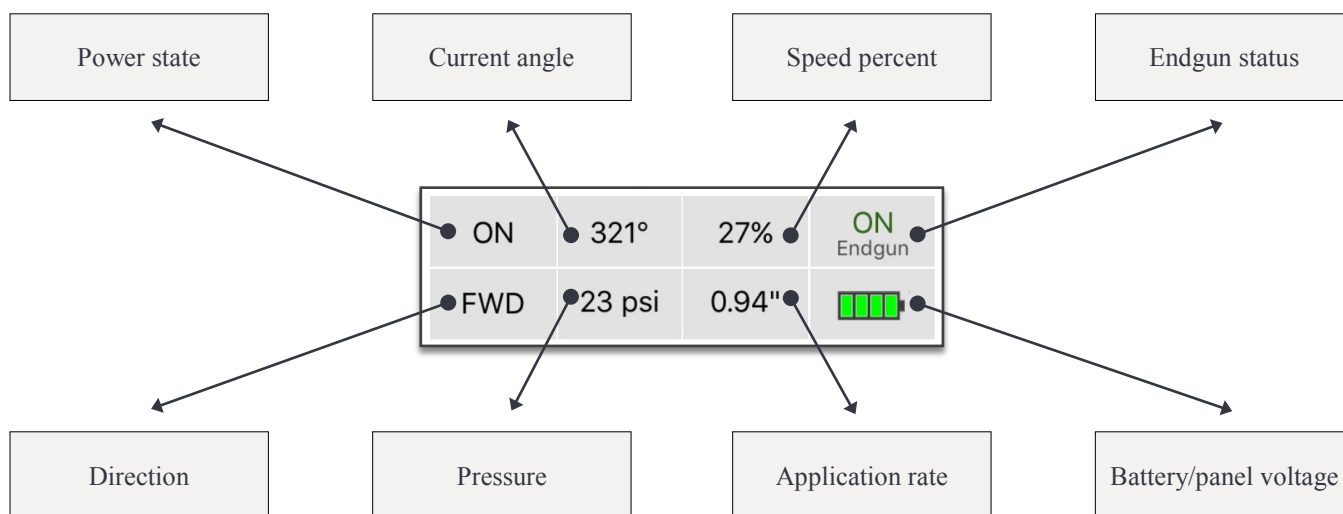 Power state
Current angle
Speed percent
Endgun status
ON
321°
27%
ON
Endgun
FWD
23 psi
0.94"
Direction
Pressure
Application rate
Battery/panel voltage